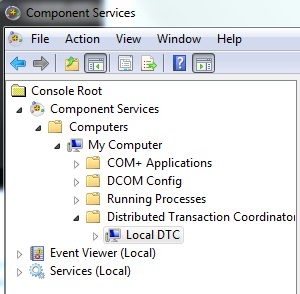 Component Services
File Action View Window Help
Console Root
Component Services
Computers
My Computer
COM+ Applications
DCOM Config
Running Processes
Distributed Transaction Coordinator
Local DTC
Event Viewer (Local)
Services (Local)